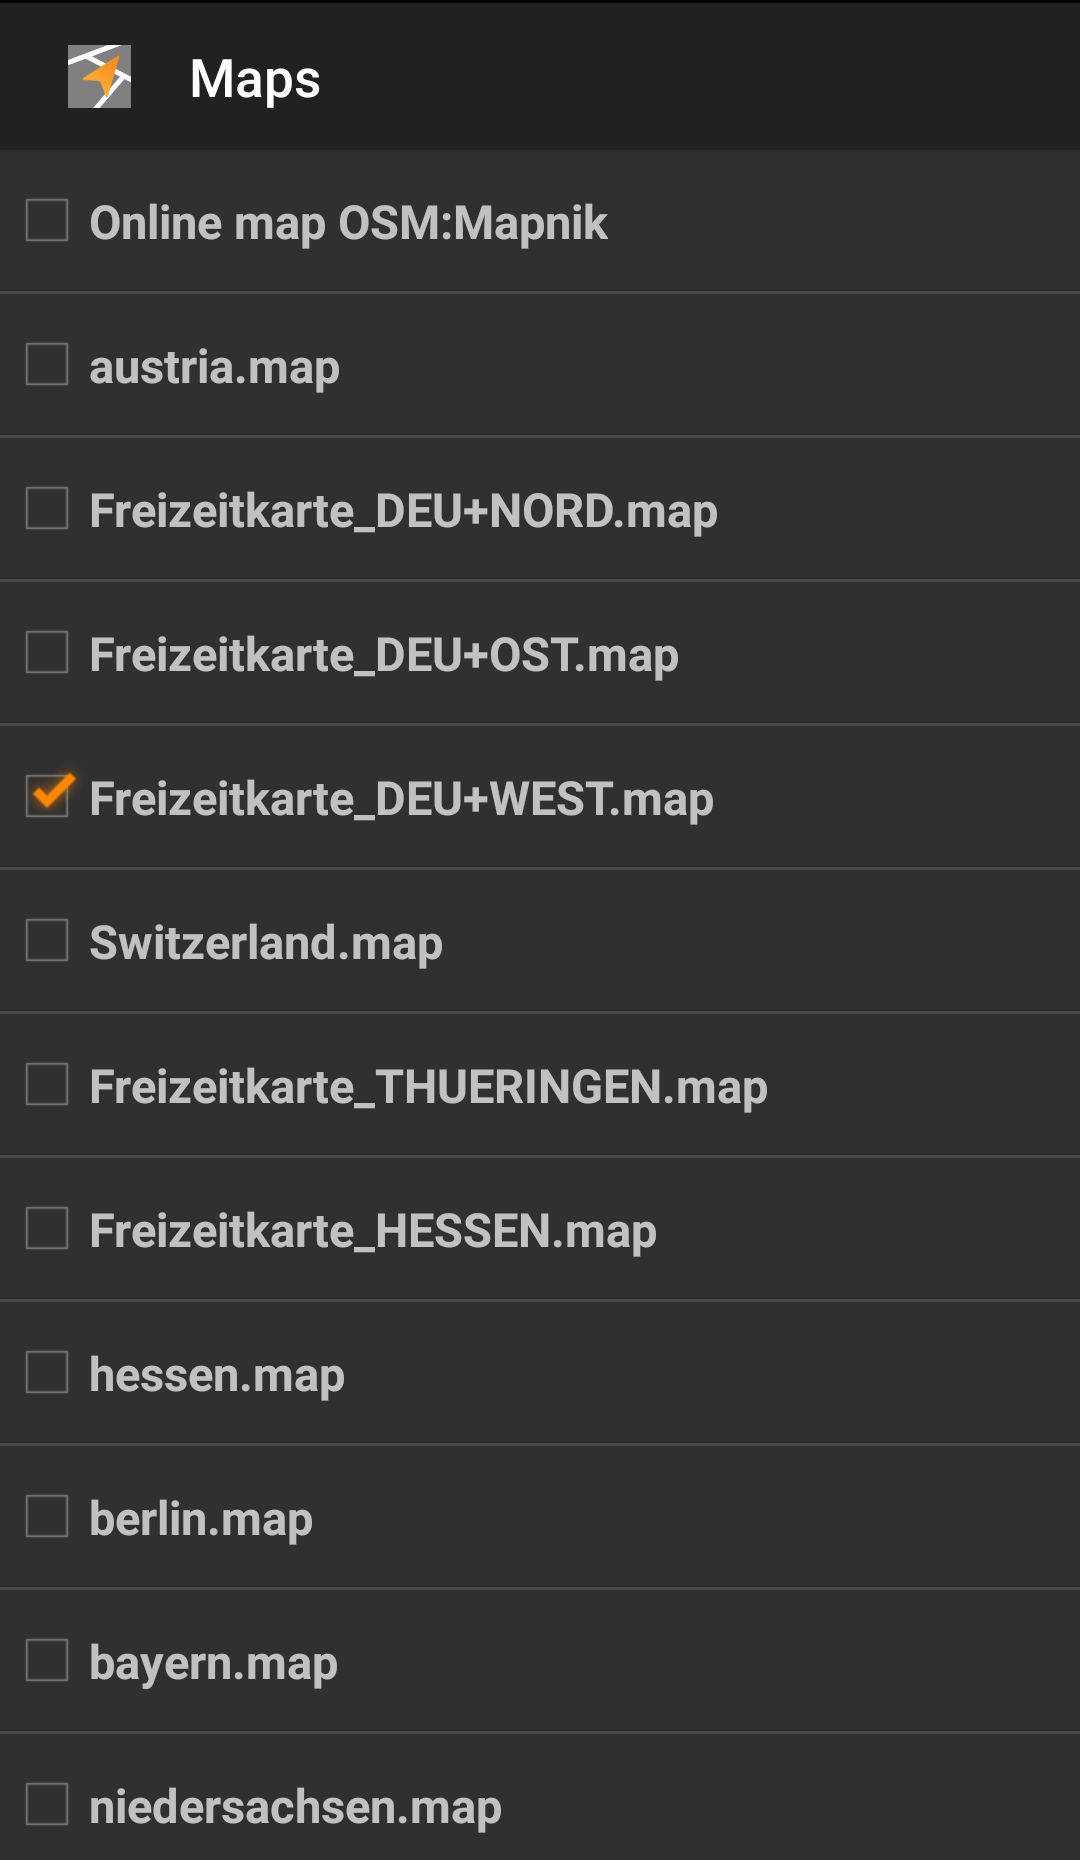 Maps
Online map OSM:Mapnik
austria.map
Freizeitkarte_DEU+NORD.map
Freizeitkarte_DEU+OST.map
Freizeitkarte_DEU+WEST.map
Switzerland.map
Freizeitkarte_THUERINGEN.map
Freizeitkarte_HESSEN.map
hessen.map
berlin.map
bayern.map
niedersachsen.map